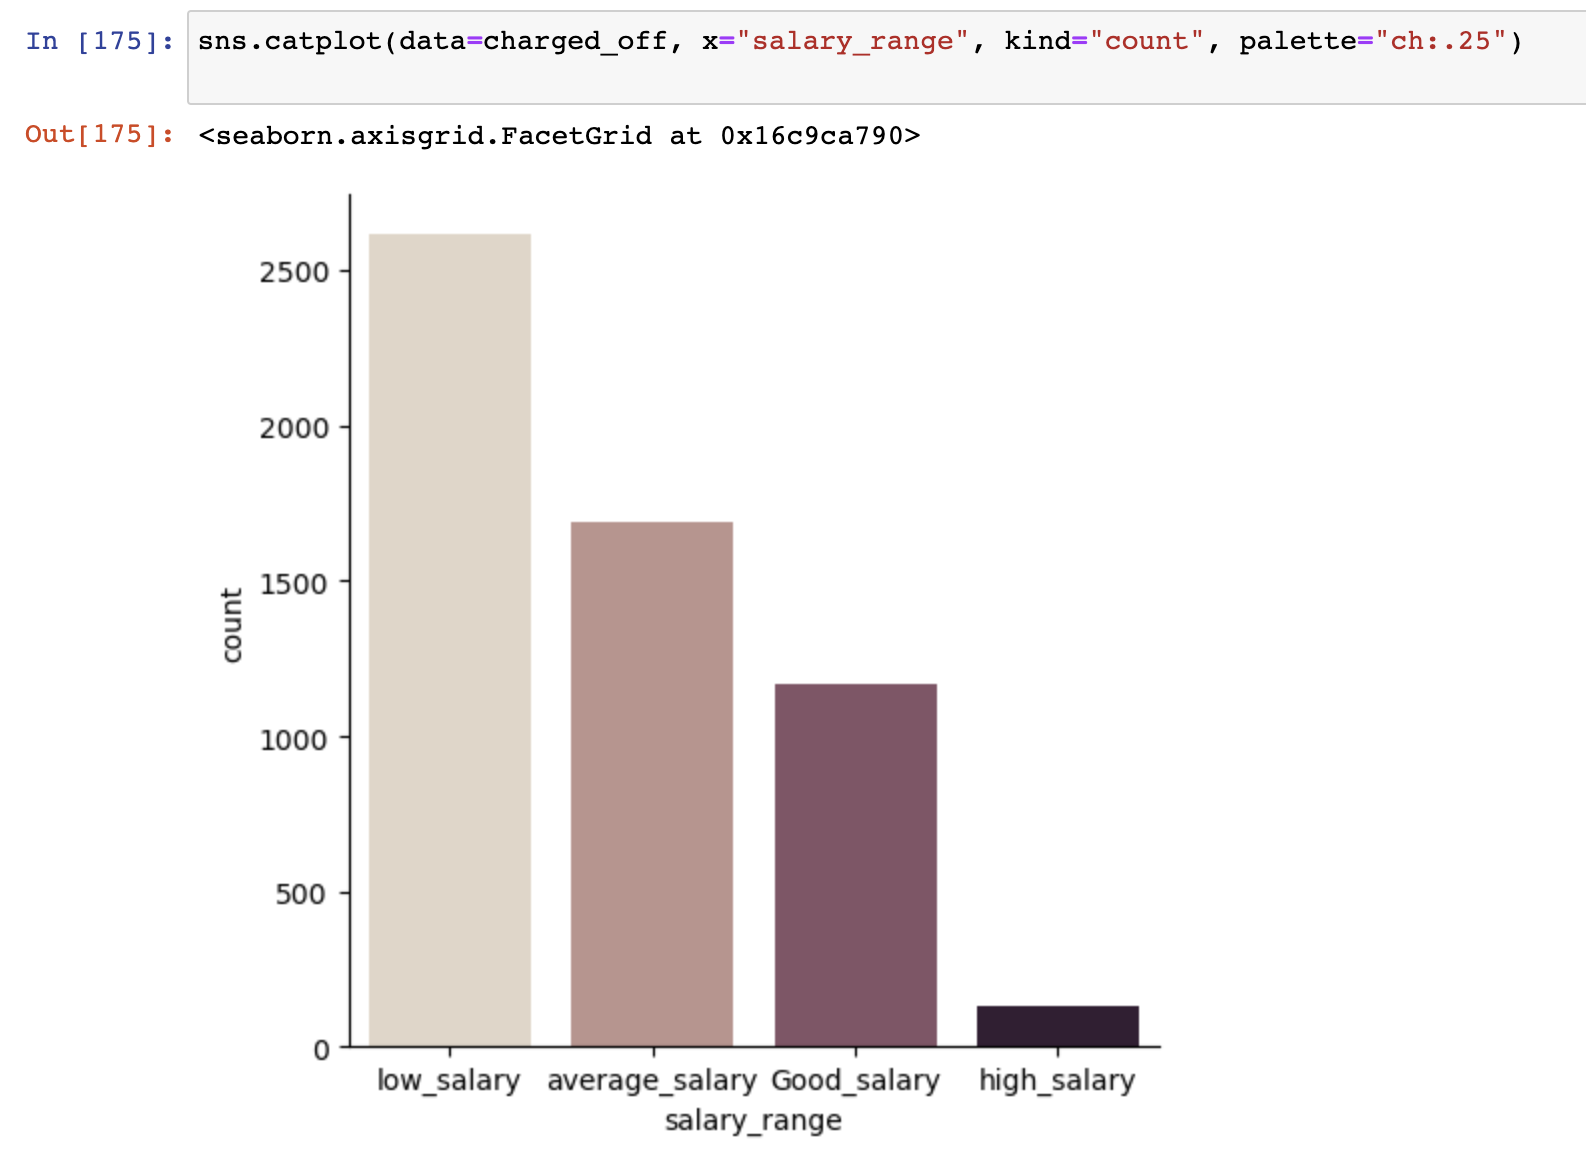 In [175]: sns.catplot(data=charged_off, x="salary_range", kind="count", palette="ch:.25")
Out[175]: <seaborn.axisgrid.FacetGrid at 0x16c9ca790>
2500
2000
1500
count
1000
500
0
low_salary average_salary Good_salary high_salary
salary_range